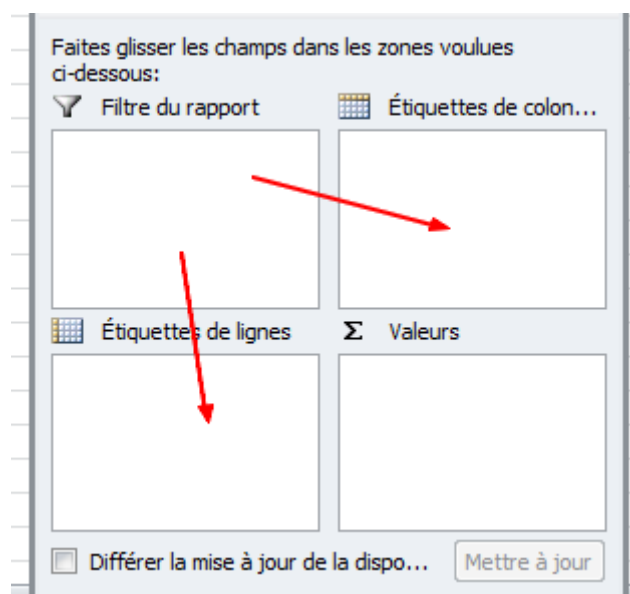 Faites glisser les champs dans les zones voulues
ci-dessous:
Filtre du rapport
Étiquettes de colon...
Étiquettes de lignes
Σ Valeurs
Différer la mise à jour de la dispo...
Mettre à jour